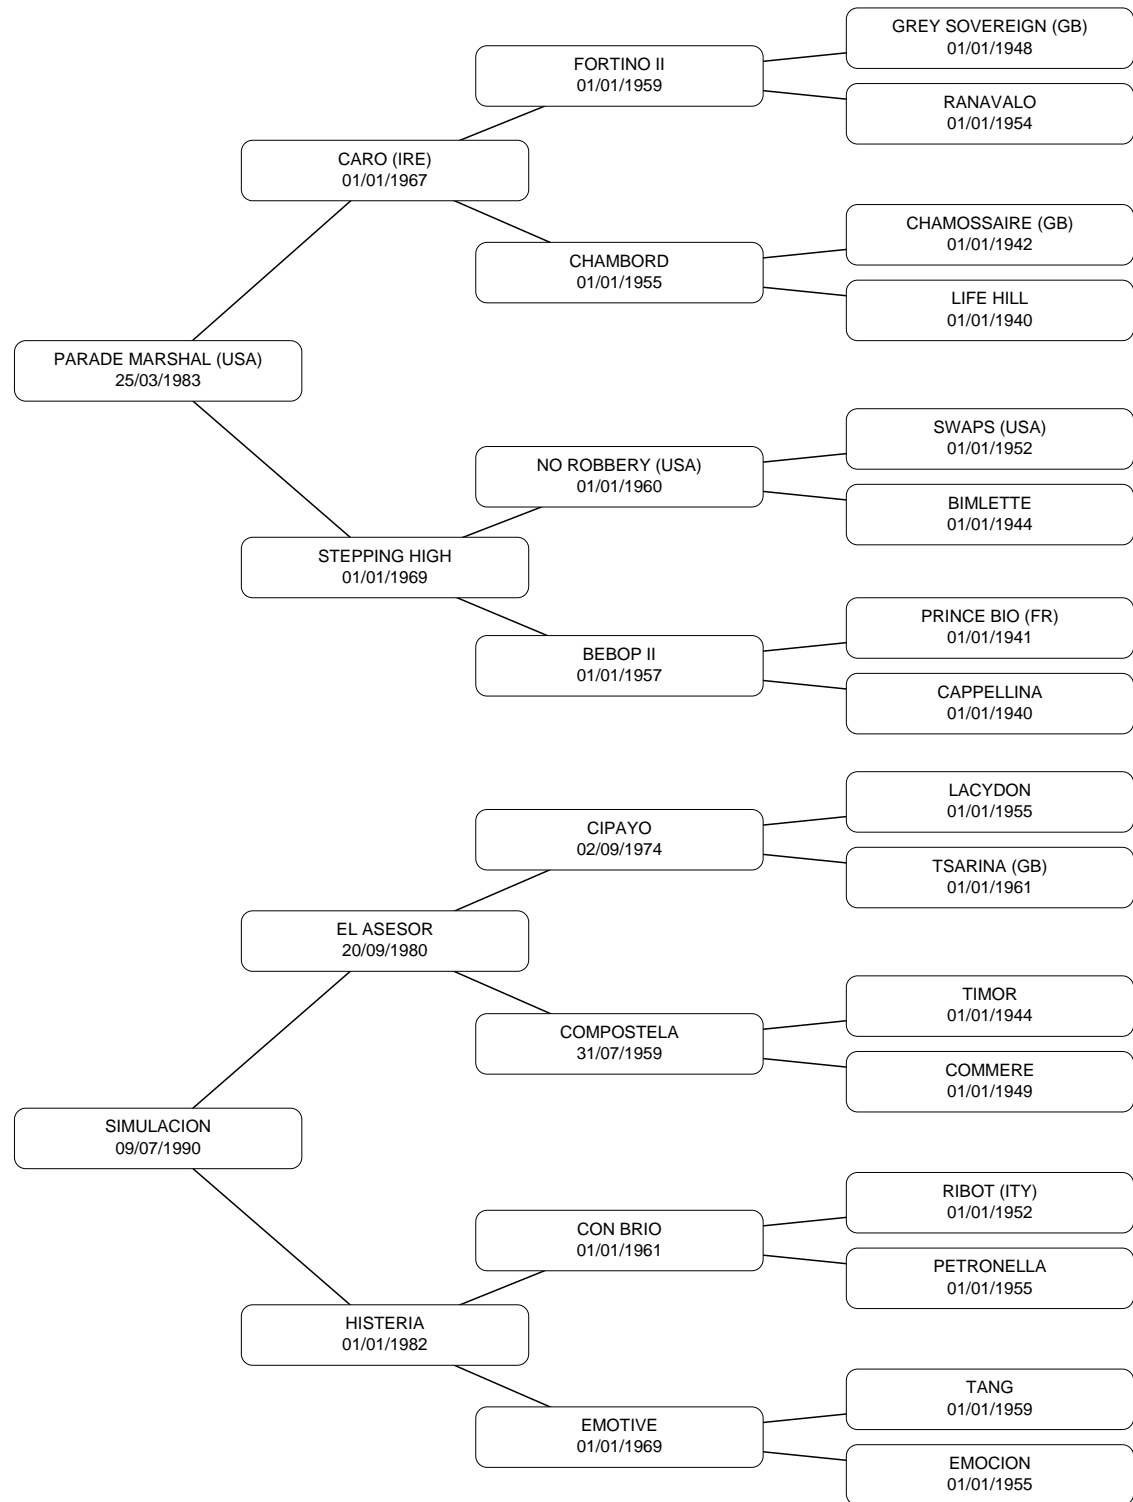 GREY SOVEREIGN (GB)
01/01/1948
FORTINO II
01/01/1959
RANAVALO
01/01/1954
CARO (IRE)
01/01/1967
CHAMOSSAIRE (GB)
01/01/1942
CHAMBORD
01/01/1955
LIFE HILL
01/01/1940
PARADE MARSHAL (USA)
25/03/1983
SWAPS (USA)
01/01/1952
NO ROBBERY (USA)
01/01/1960
BIMLETTE
01/01/1944
STEPPING HIGH
01/01/1969
PRINCE BIO (FR)
01/01/1941
BEBOP II
01/01/1957
CAPPELLINA
01/01/1940
LACYDON
01/01/1955
CIPAYO
02/09/1974
TSARINA (GB)
01/01/1961
EL ASESOR
20/09/1980
TIMOR
01/01/1944
COMPOSTELA
31/07/1959
COMMERE
01/01/1949
SIMULACION
09/07/1990
RIBOT (ITY)
01/01/1952
CON BRIO
01/01/1961
PETRONELLA
01/01/1955
HISTERIA
01/01/1982
TANG
01/01/1959
EMOTIVE
01/01/1969
EMOCION
01/01/1955